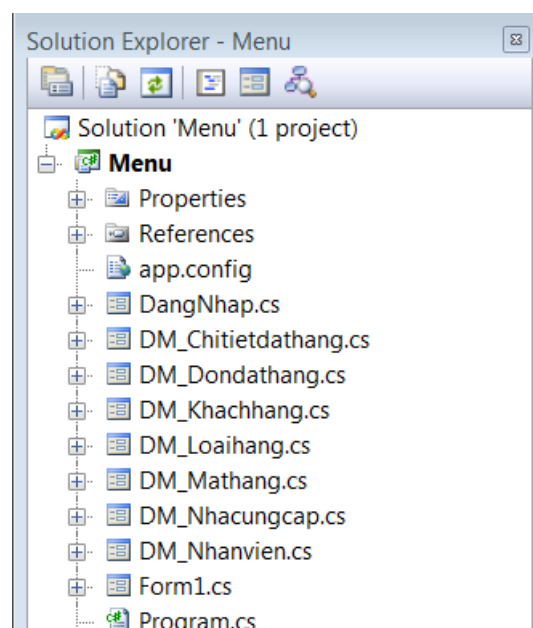 Solution Explorer - Menu
Solution 'Menu' (1 project)
Menu
Properties
References
app.config
DangNhap.cs
DM_Chitietdathang.cs
DM_Dondathang.cs
DM_Khachhang.cs
DM_Loaihang.cs
DM_Mathang.cs
DM_Nhacungcap.cs
DM_Nhanvien.cs
Form1.cs
Program.cs